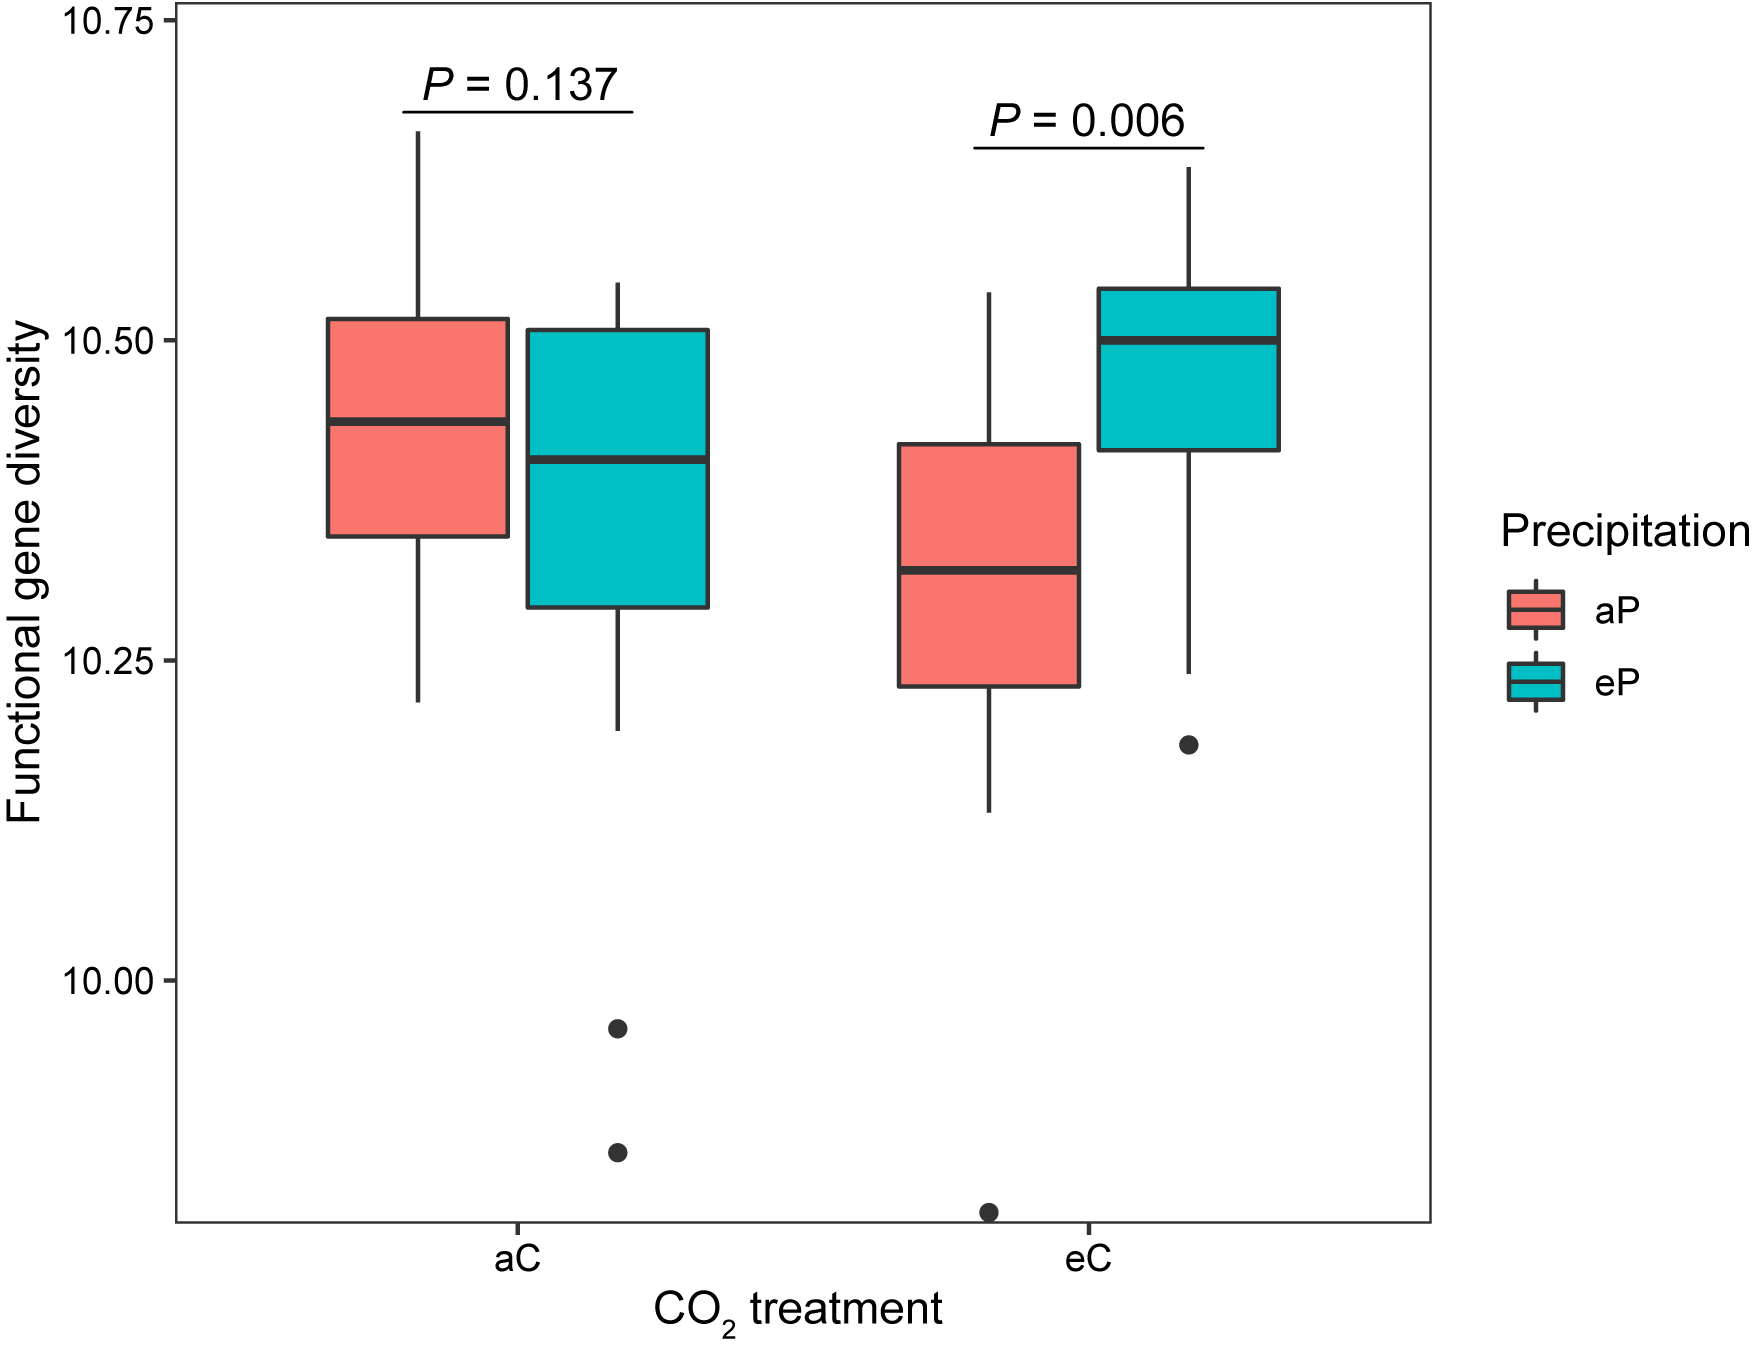 10.75
10.50
10.25
10.00
Functional gene diversity
P = 0.137
P = 0.006
aC
eC
CO₂ treatment
Precipitation
aP
eP